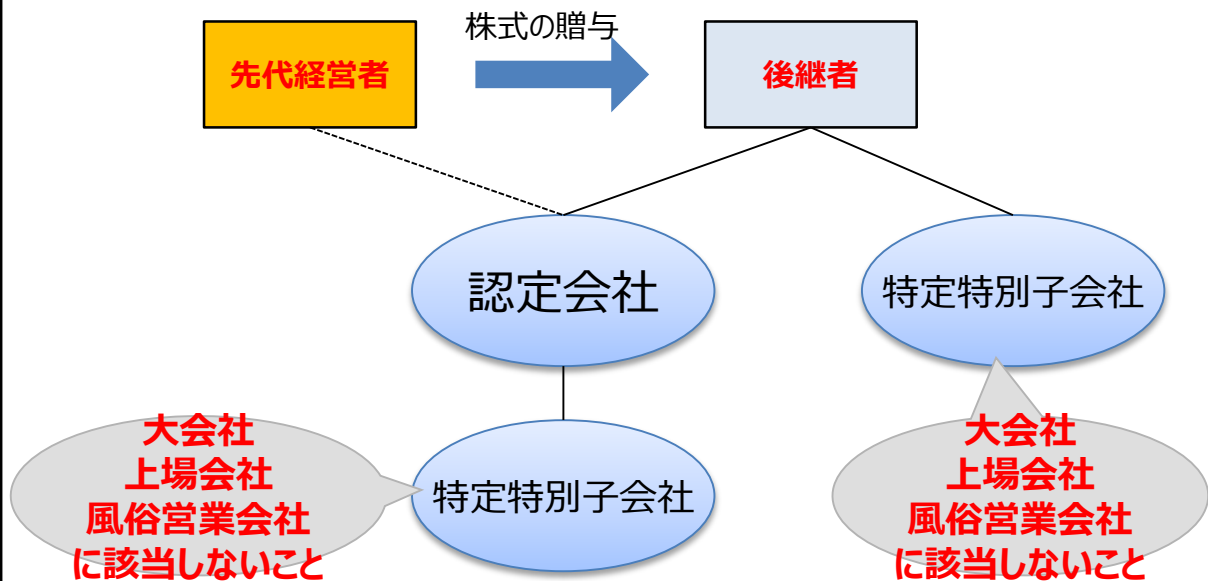 株式の贈与
先代経営者
後継者
認定会社
特定特別子会社
大会社
上場会社
風俗営業会社
に該当しないこと
特定特別子会社
大会社
上場会社
風俗営業会社
に該当しないこと